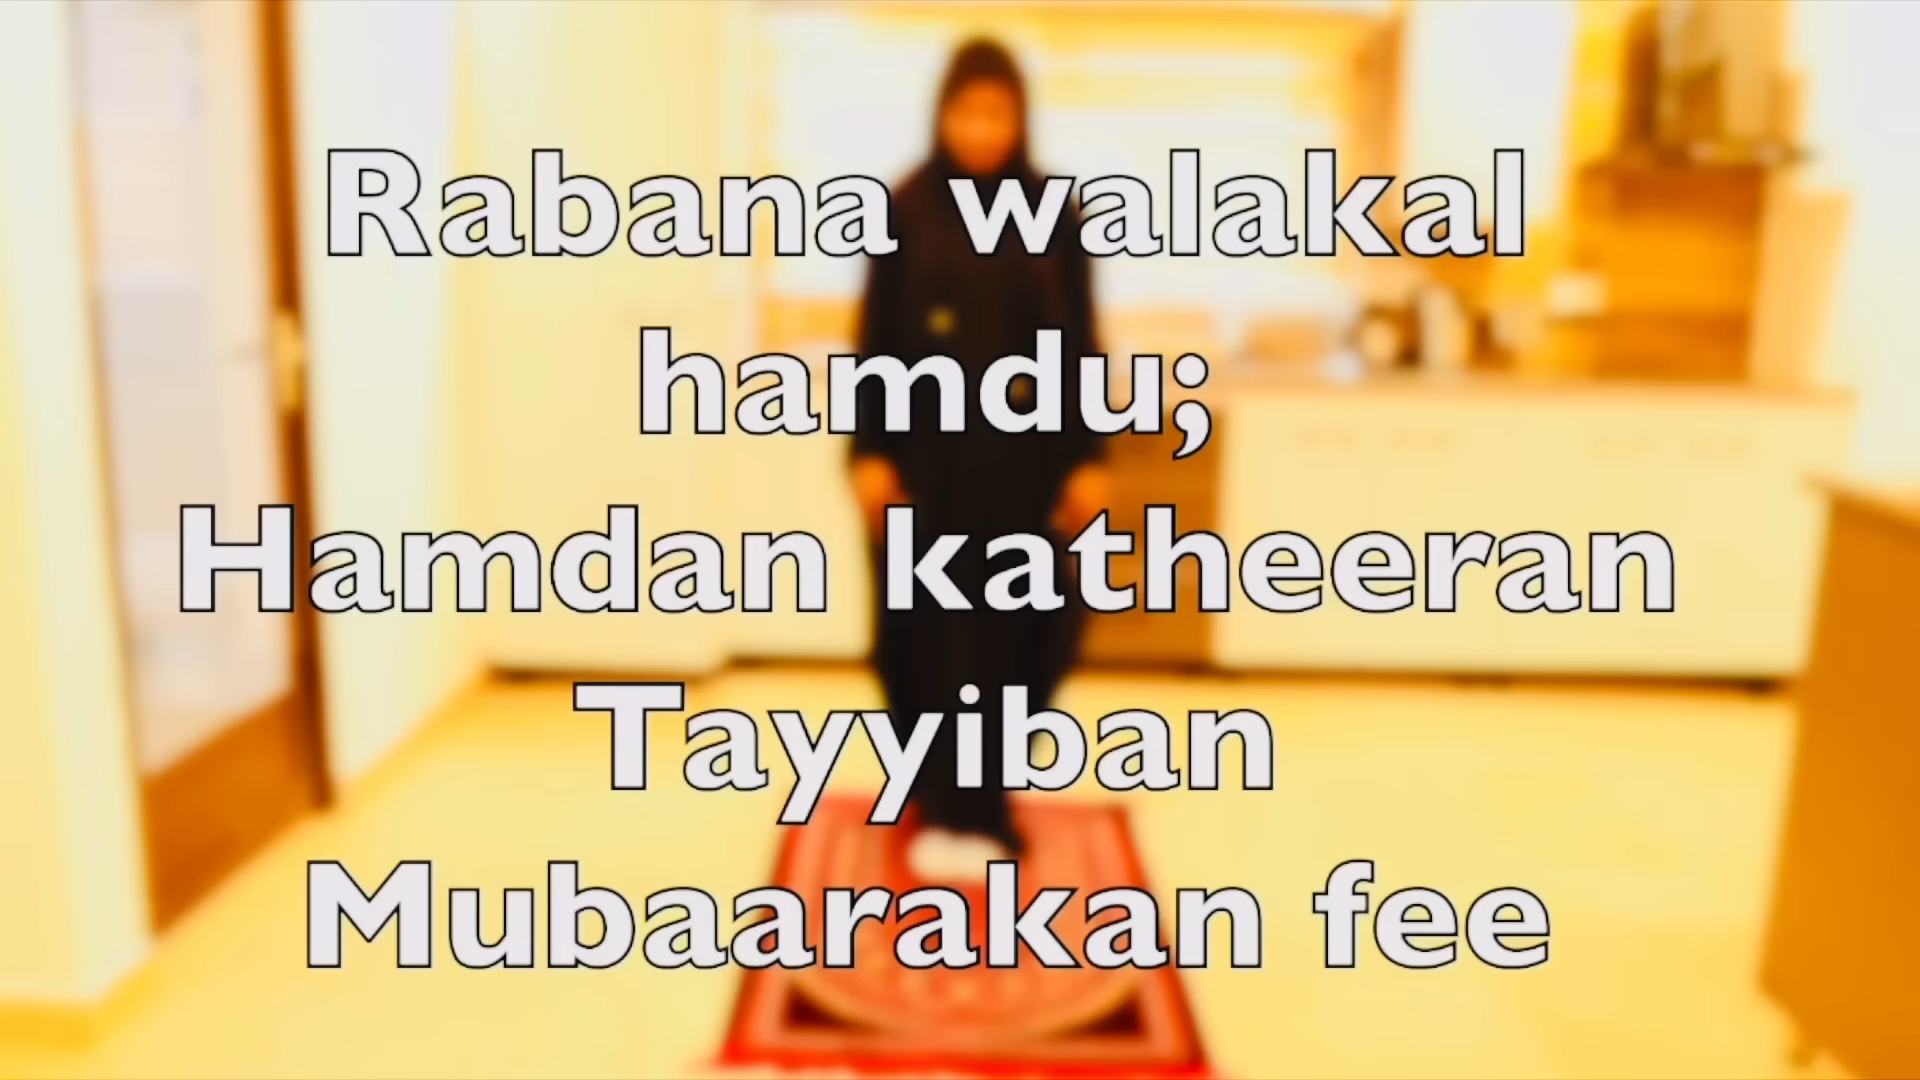 Rabana walakal
hamdu;
Hamdan katheeran
Tayyiban
Mubaarakan fee